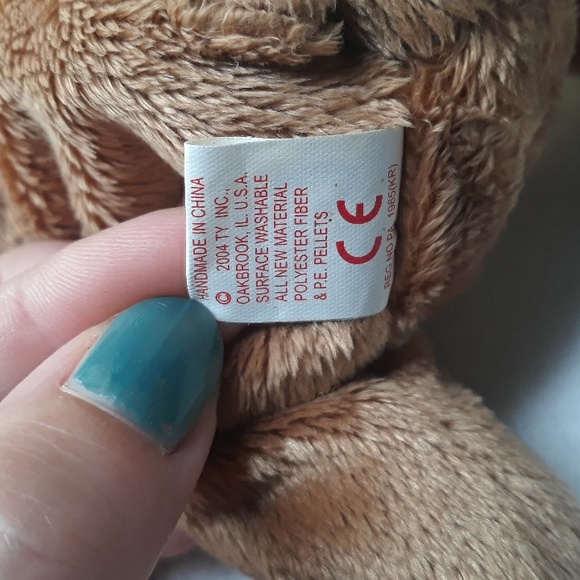 HANDMADE IN CHINA
© 2004 TY INC.,
OAKBROOK, IL. U.S.A.
SURFACE WASHABLE
ALL NEW MATERIAL
POLYESTER FIBER
& P.E. PELLETS
CE
REG. NO PA. 1965(KR)